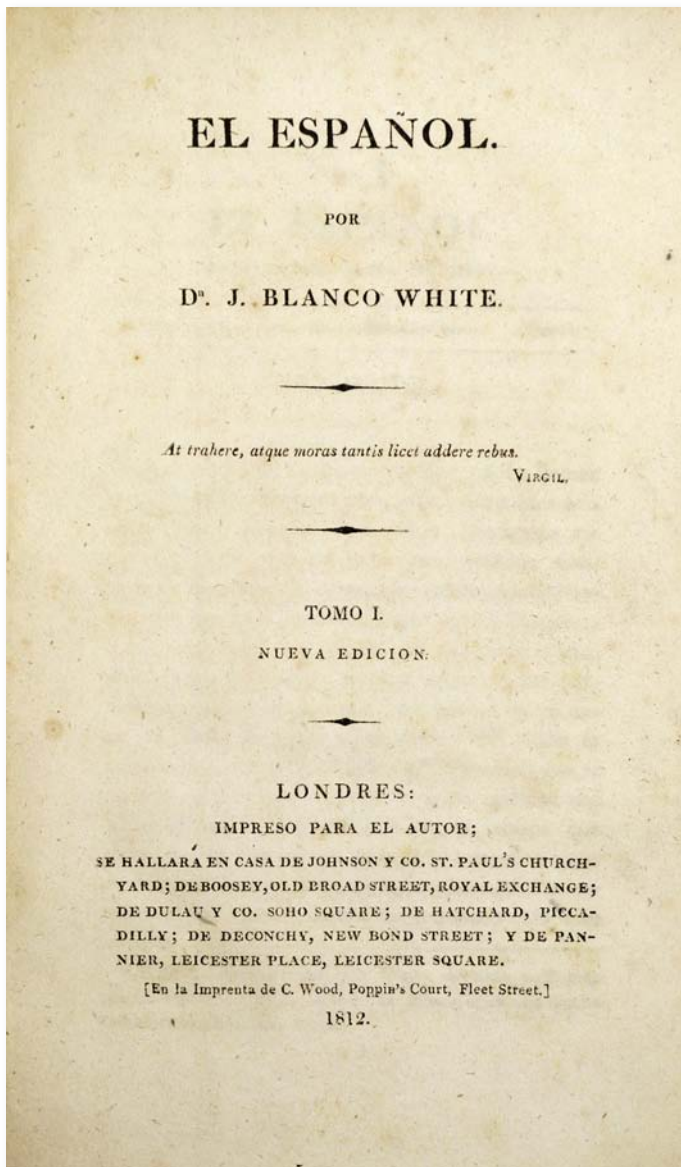 EL ESPAÑOL.
POR
Dⁿ. J. BLANCO WHITE.
At trahere, atque moras tantis licet addere rebus.
VIRGIL.
TOMO I.
NUEVA EDICION.
LONDRES:
IMPRESO PARA EL AUTOR;
SE HALLARÁ EN CASA DE JOHNSON Y CO. ST. PAUL'S CHURCH-
YARD; DE BOOSEY, OLD BROAD STREET, ROYAL EXCHANGE;
DE DULAU Y CO. SOHO SQUARE; DE HATCHARD, PICCA-
DILLY; DE DECONCHY, NEW BOND STREET; Y DE PAN-
NIER, LEICESTER PLACE, LEICESTER SQUARE.
[En la Imprenta de C. Wood, Poppin's Court, Fleet Street.]
1812.